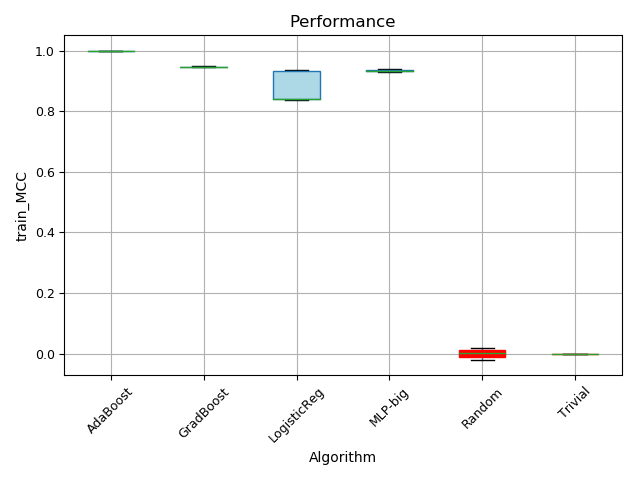 Performance
train_MCC
1.0
0.8
0.6
0.4
0.2
0.0
AdaBoost
GradBoost
LogisticReg
MLP-big
Random
Trivial
Algorithm